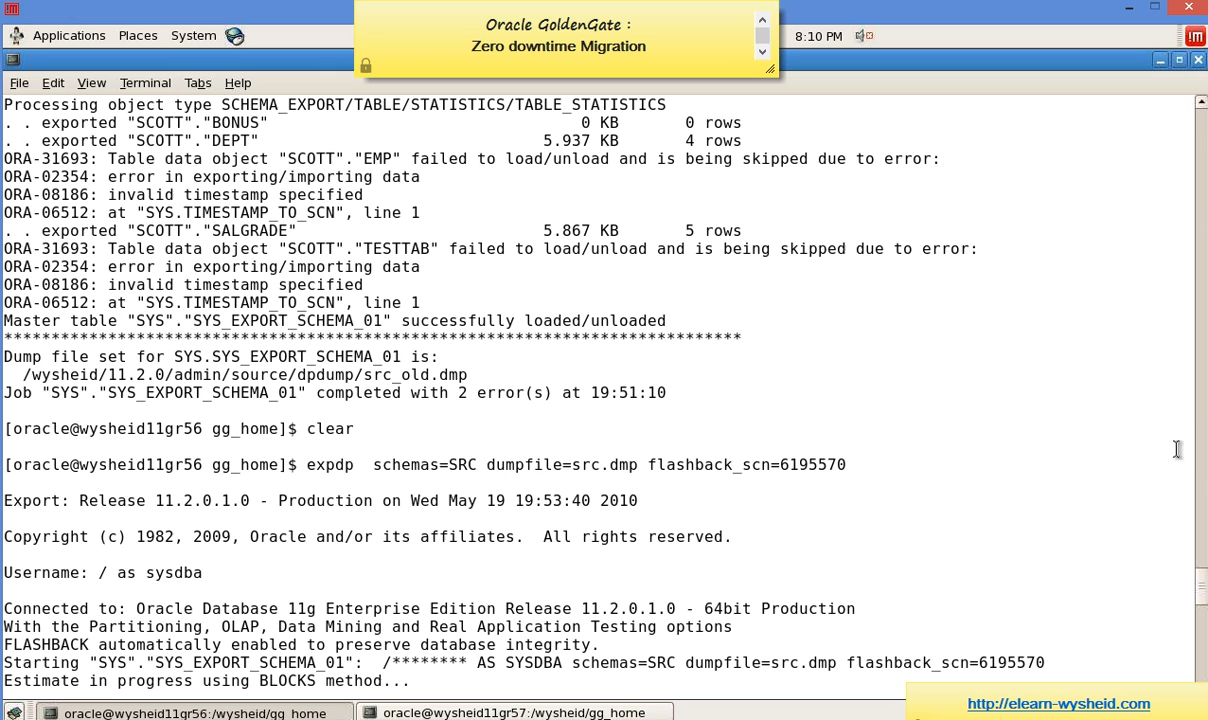 Oracle GoldenGate :
Zero downtime Migration
Applications Places System
8:10 PM
File Edit View Terminal Tabs Help
Processing object type SCHEMA_EXPORT/TABLE/STATISTICS/TABLE_STATISTICS
. . exported "SCOTT"."BONUS" 0 KB 0 rows
. . exported "SCOTT"."DEPT" 5.937 KB 4 rows
ORA-31693: Table data object "SCOTT"."EMP" failed to load/unload and is being skipped due to error:
ORA-02354: error in exporting/importing data
ORA-08186: invalid timestamp specified
ORA-06512: at "SYS.TIMESTAMP_TO_SCN", line 1
. . exported "SCOTT"."SALGRADE" 5.867 KB 5 rows
ORA-31693: Table data object "SCOTT"."TESTTAB" failed to load/unload and is being skipped due to error:
ORA-02354: error in exporting/importing data
ORA-08186: invalid timestamp specified
ORA-06512: at "SYS.TIMESTAMP_TO_SCN", line 1
Master table "SYS"."SYS_EXPORT_SCHEMA_01" successfully loaded/unloaded
******************************************************************************
Dump file set for SYS.SYS_EXPORT_SCHEMA_01 is:
/wysheid/11.2.0/admin/source/dpdump/src_old.dmp
Job "SYS"."SYS_EXPORT_SCHEMA_01" completed with 2 error(s) at 19:51:10
[oracle@wysheid11gr56 gg_home]$ clear
[oracle@wysheid11gr56 gg_home]$ expdp  schemas=SRC dumpfile=src.dmp flashback_scn=6195570
Export: Release 11.2.0.1.0 - Production on Wed May 19 19:53:40 2010
Copyright (c) 1982, 2009, Oracle and/or its affiliates.  All rights reserved.
Username: / as sysdba
Connected to: Oracle Database 11g Enterprise Edition Release 11.2.0.1.0 - 64bit Production
With the Partitioning, OLAP, Data Mining and Real Application Testing options
FLASHBACK automatically enabled to preserve database integrity.
Starting "SYS"."SYS_EXPORT_SCHEMA_01":  /******** AS SYSDBA schemas=SRC dumpfile=src.dmp flashback_scn=6195570
Estimate in progress using BLOCKS method...
http://elearn-wysheid.com
oracle@wysheid11gr56:/wysheid/gg_home
oracle@wysheid11gr57:/wysheid/gg_home